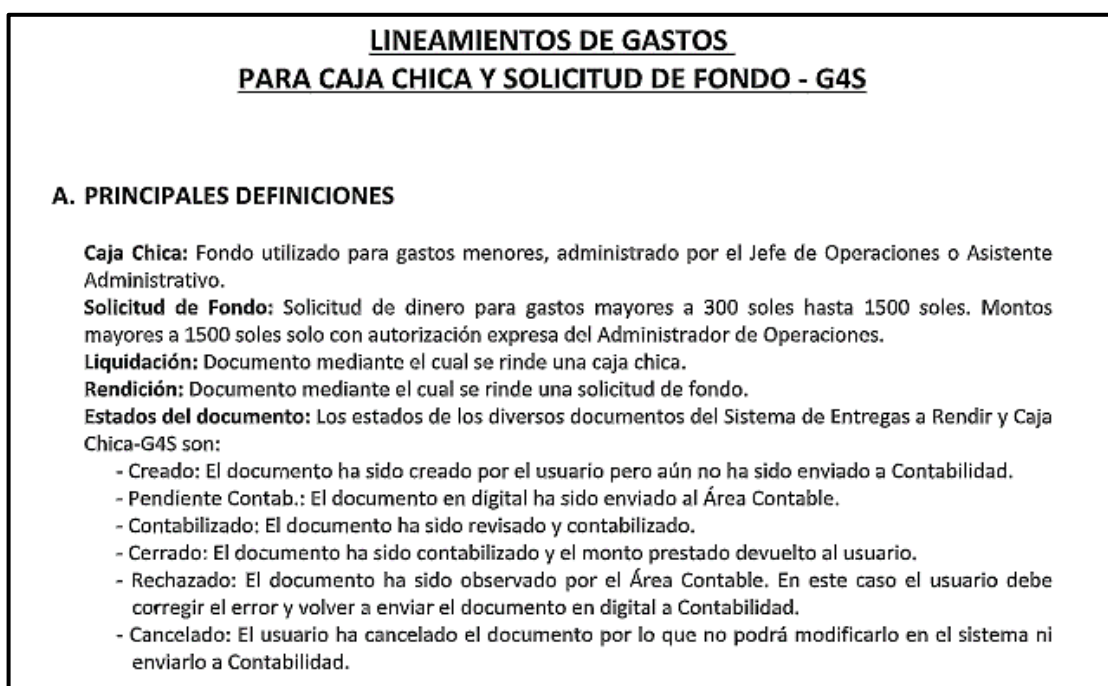 LINEAMIENTOS DE GASTOS
PARA CAJA CHICA Y SOLICITUD DE FONDO - G4S
A. PRINCIPALES DEFINICIONES
Caja Chica: Fondo utilizado para gastos menores, administrado por el Jefe de Operaciones o Asistente
Administrativo.
Solicitud de Fondo: Solicitud de dinero para gastos mayores a 300 soles hasta 1500 soles. Montos
mayores a 1500 soles solo con autorización expresa del Administrador de Operaciones.
Liquidación: Documento mediante el cual se rinde una caja chica.
Rendición: Documento mediante el cual se rinde una solicitud de fondo.
Estados del documento: Los estados de los diversos documentos del Sistema de Entregas a Rendir y Caja
Chica-G4S son:
- Creado: El documento ha sido creado por el usuario pero aún no ha sido enviado a Contabilidad.
- Pendiente Contab.: El documento en digital ha sido enviado al Área Contable.
- Contabilizado: El documento ha sido revisado y contabilizado.
- Cerrado: El documento ha sido contabilizado y el monto prestado devuelto al usuario.
- Rechazado: El documento ha sido observado por el Área Contable. En este caso el usuario debe
corregir el error y volver a enviar el documento en digital a Contabilidad.
- Cancelado: El usuario ha cancelado el documento por lo que no podrá modificarlo en el sistema ni
enviarlo a Contabilidad.